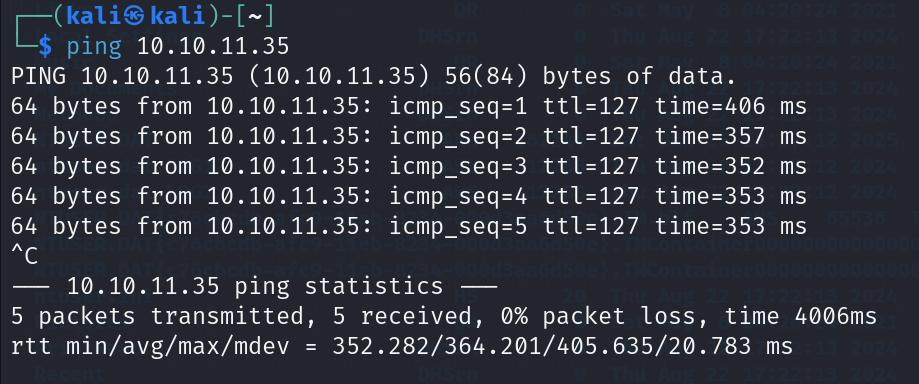 ┌──(kali㉿kali)-[~]
└─$ ping 10.10.11.35
PING 10.10.11.35 (10.10.11.35) 56(84) bytes of data.
64 bytes from 10.10.11.35: icmp_seq=1 ttl=127 time=406 ms
64 bytes from 10.10.11.35: icmp_seq=2 ttl=127 time=357 ms
64 bytes from 10.10.11.35: icmp_seq=3 ttl=127 time=352 ms
64 bytes from 10.10.11.35: icmp_seq=4 ttl=127 time=353 ms
64 bytes from 10.10.11.35: icmp_seq=5 ttl=127 time=353 ms
^C
--- 10.10.11.35 ping statistics ---
5 packets transmitted, 5 received, 0% packet loss, time 4006ms
rtt min/avg/max/mdev = 352.282/364.201/405.635/20.783 ms